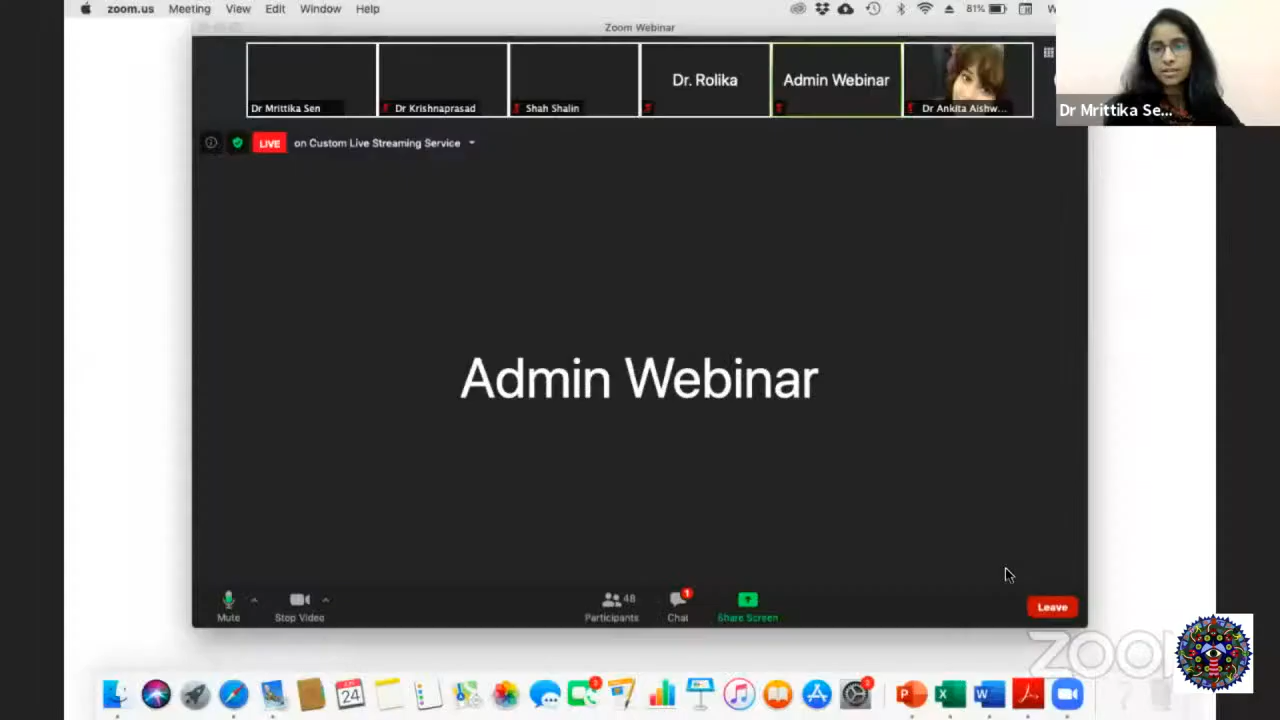 zoom.us Meeting View Edit Window Help
81%
Zoom Webinar
Dr. Rolika
Admin Webinar
Dr Mrittika Sen
Dr Krishnaprasad
Shah Shalin
Dr Ankita Aishw...
Dr Mrittika Se...
LIVE on Custom Live Streaming Service
Admin Webinar
48
1
Mute
Stop Video
Participants
Chat
Share Screen
Leave
ZOOM
24